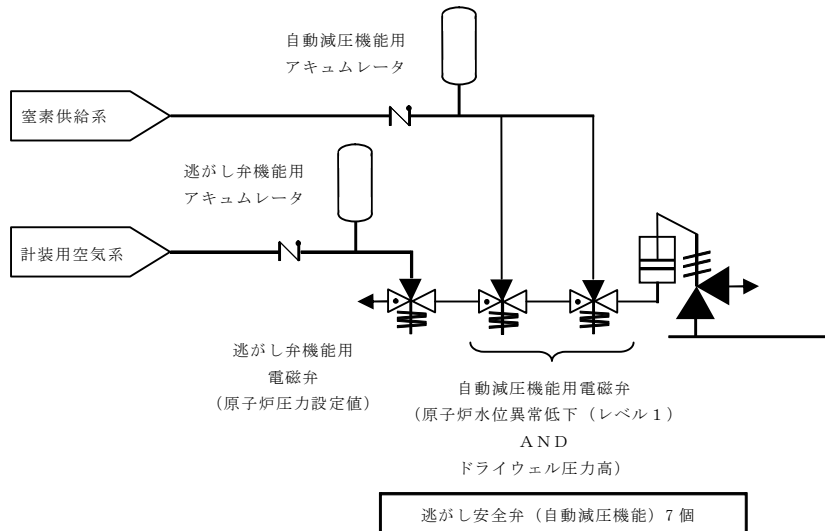 自動減圧機能用
アキュムレータ
窒素供給系
逃がし弁機能用
アキュムレータ
計装用空気系
逃がし弁機能用
電磁弁
（原子炉圧力設定値）
自動減圧機能用電磁弁
（原子炉水位異常低下（レベル１）
ＡＮＤ
ドライウェル圧力高）
逃がし安全弁（自動減圧機能）７個